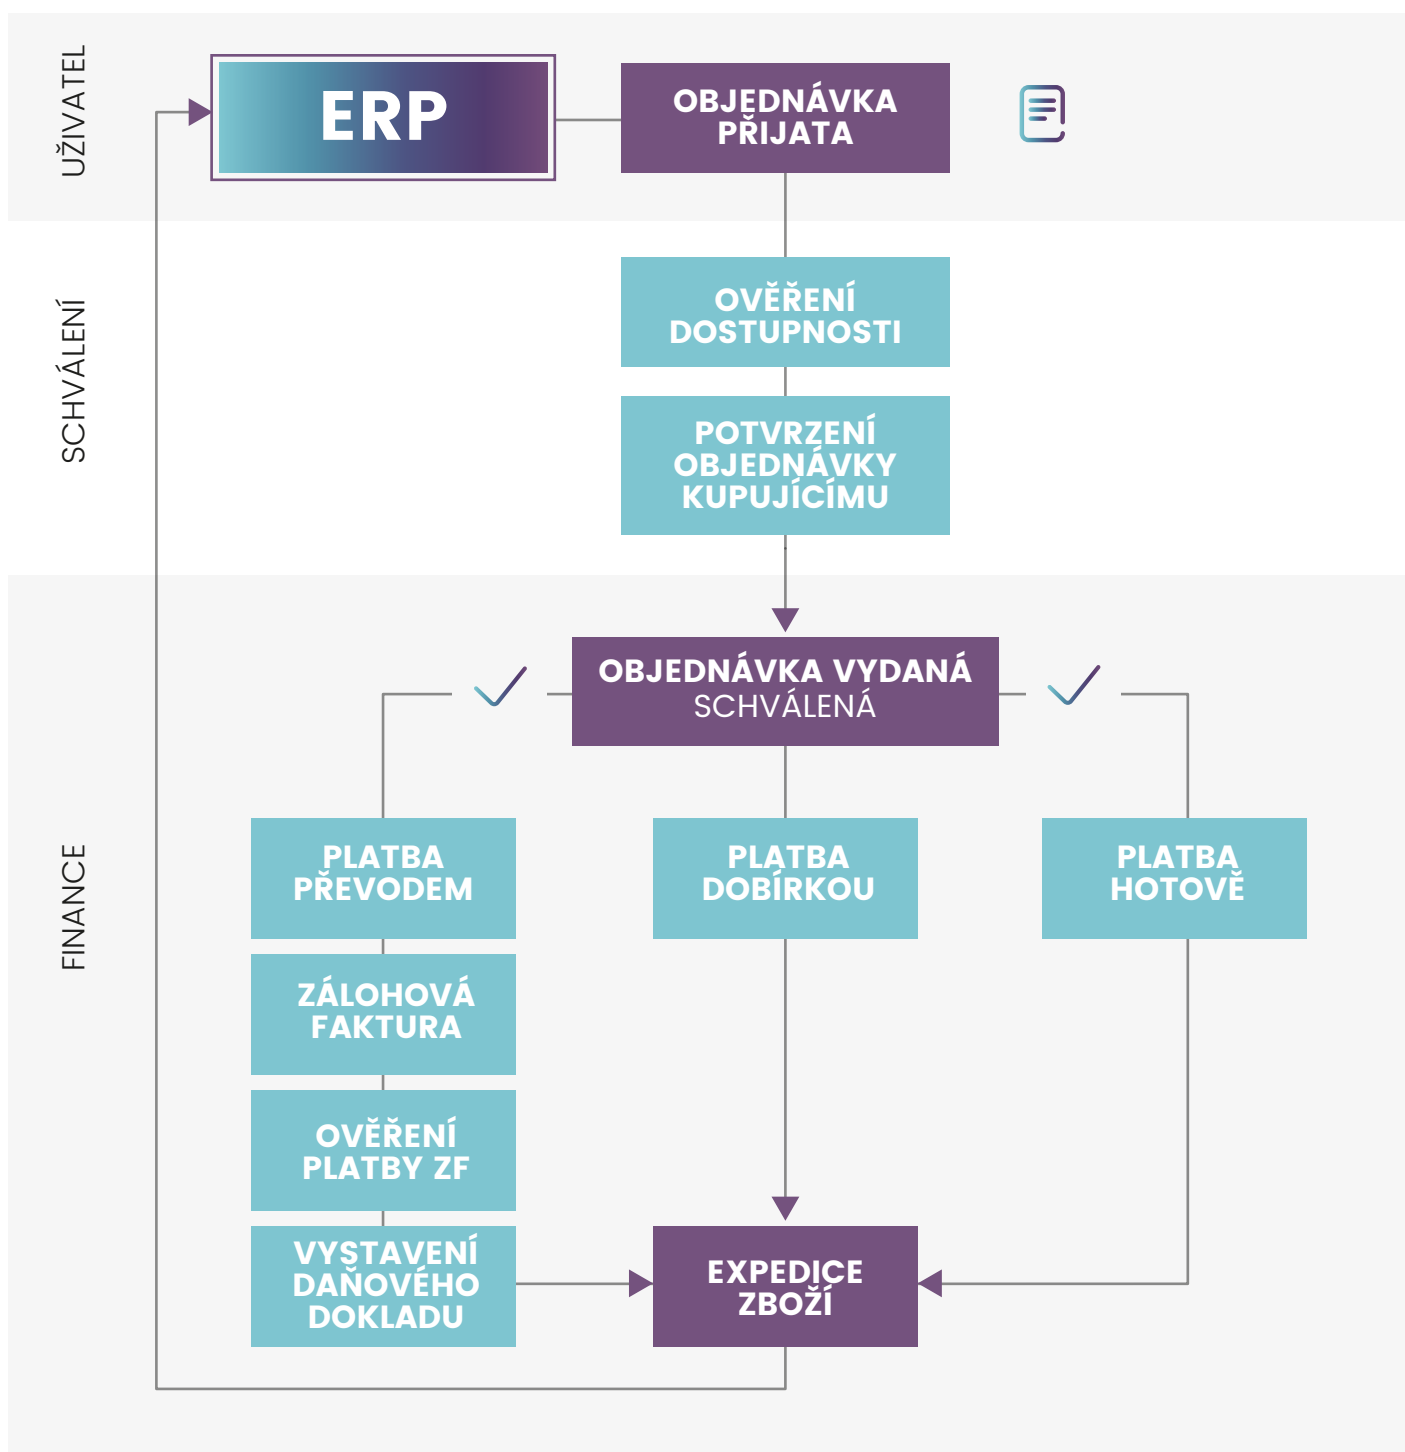 UŽIVATEL
ERP
OBJEDNÁVKA
PŘIJATA
SCHVÁLENÍ
OVĚŘENÍ
DOSTUPNOSTI
POTVRZENÍ
OBJEDNÁVKY
KUPUJÍCÍMU
FINANCE
OBJEDNÁVKA VYDANÁ
SCHVÁLENÁ
PLATBA
PŘEVODEM
PLATBA
DOBÍRKOU
PLATBA
HOTOVĚ
ZÁLOHOVÁ
FAKTURA
OVĚŘENÍ
PLATBY ZF
VYSTAVENÍ
DAŇOVÉHO
DOKLADU
EXPEDICE
ZBOŽÍ